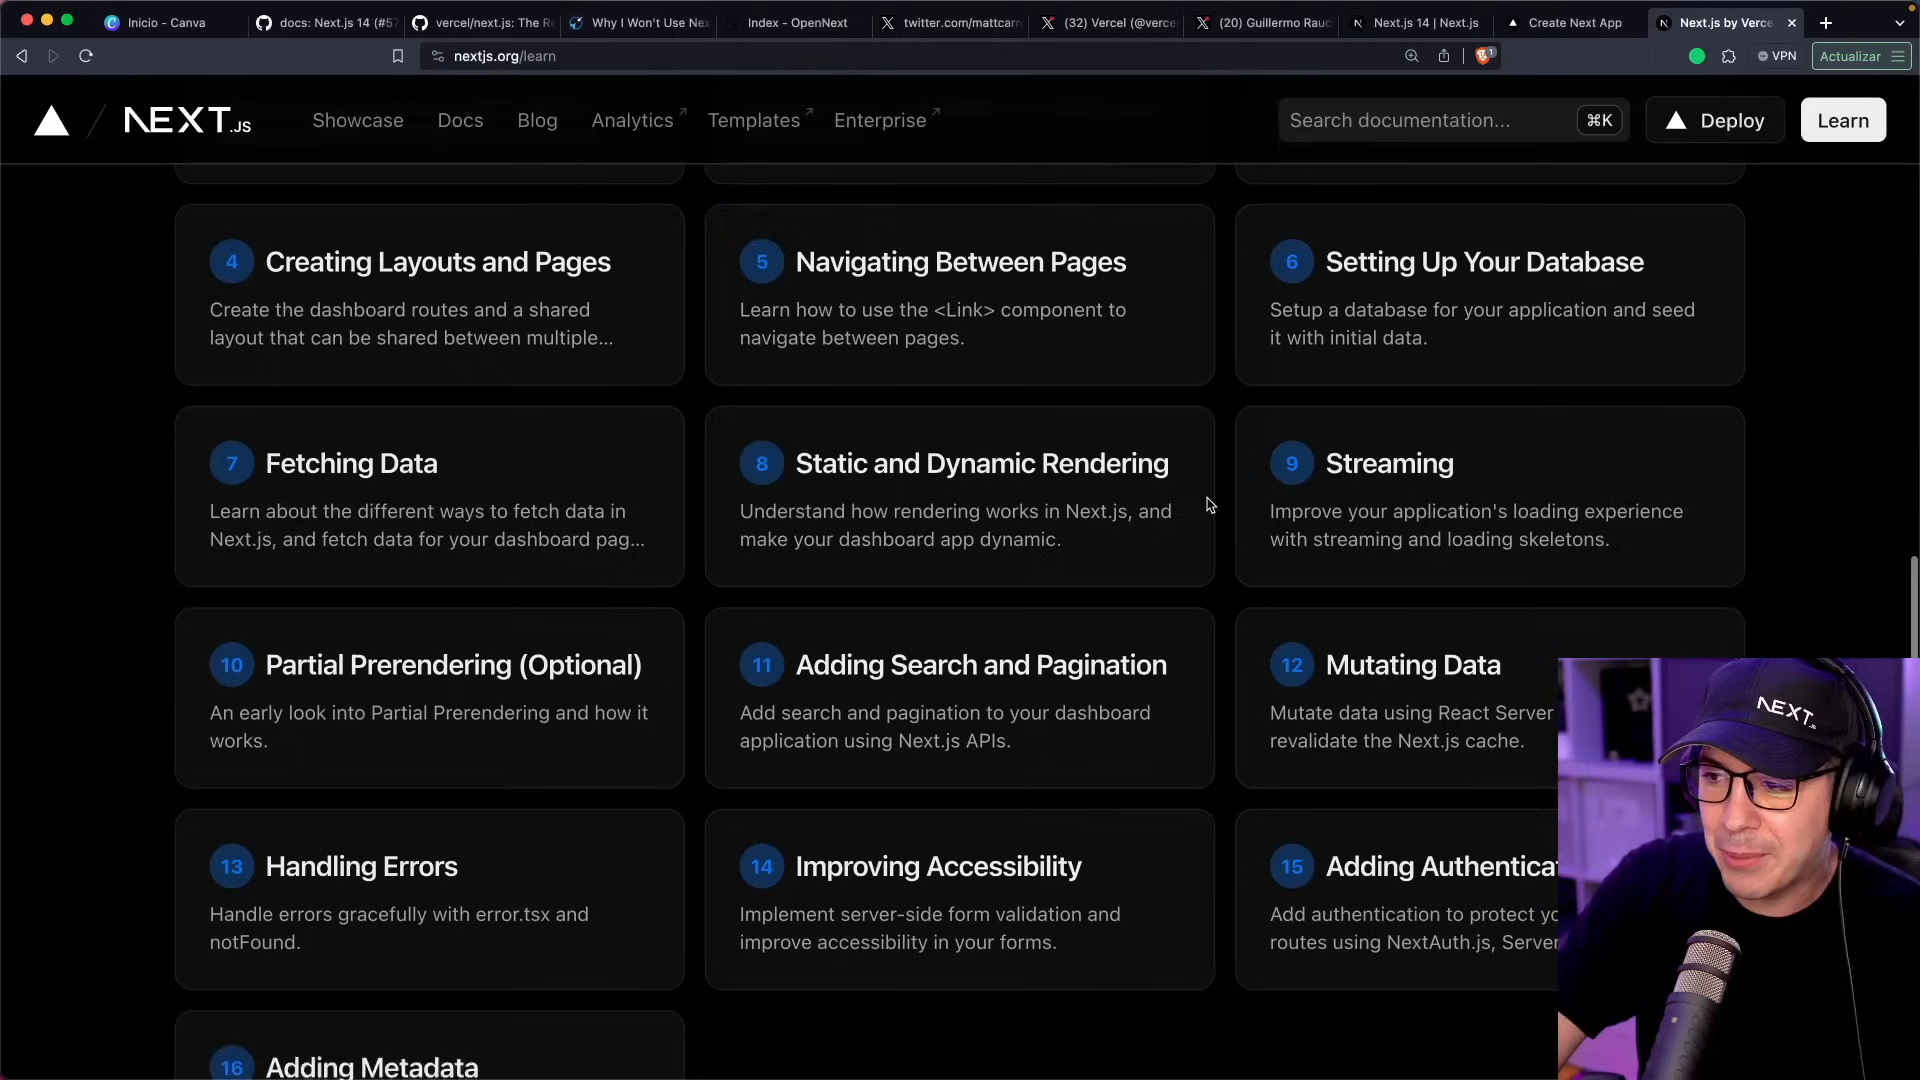 Inicio - Canva
docs: Next.js 14 (#57
vercel/next.js: The Re
Why I Won't Use Nex
Index - OpenNext
twitter.com/mattcarro
(32) Vercel (@verce
(20) Guillermo Rauc
Next.js 14 | Next.js
Create Next App
Next.js by Verce
nextjs.org/learn
1
VPN
Actualizar
NEXT.JS
Showcase
Docs
Blog
Analytics
Templates
Enterprise
Search documentation...
⌘K
Deploy
Learn
4 Creating Layouts and Pages
Create the dashboard routes and a shared
layout that can be shared between multiple...
5 Navigating Between Pages
Learn how to use the <Link> component to
navigate between pages.
6 Setting Up Your Database
Setup a database for your application and seed
it with initial data.
7 Fetching Data
Learn about the different ways to fetch data in
Next.js, and fetch data for your dashboard pag...
8 Static and Dynamic Rendering
Understand how rendering works in Next.js, and
make your dashboard app dynamic.
9 Streaming
Improve your application's loading experience
with streaming and loading skeletons.
10 Partial Prerendering (Optional)
An early look into Partial Prerendering and how it
works.
11 Adding Search and Pagination
Add search and pagination to your dashboard
application using Next.js APIs.
12 Mutating Data
Mutate data using React Server
revalidate the Next.js cache.
NEXT.JS
13 Handling Errors
Handle errors gracefully with error.tsx and
notFound.
14 Improving Accessibility
Implement server-side form validation and
improve accessibility in your forms.
15 Adding Authentica
Add authentication to protect yo
routes using NextAuth.js, Server
16 Adding Metadata